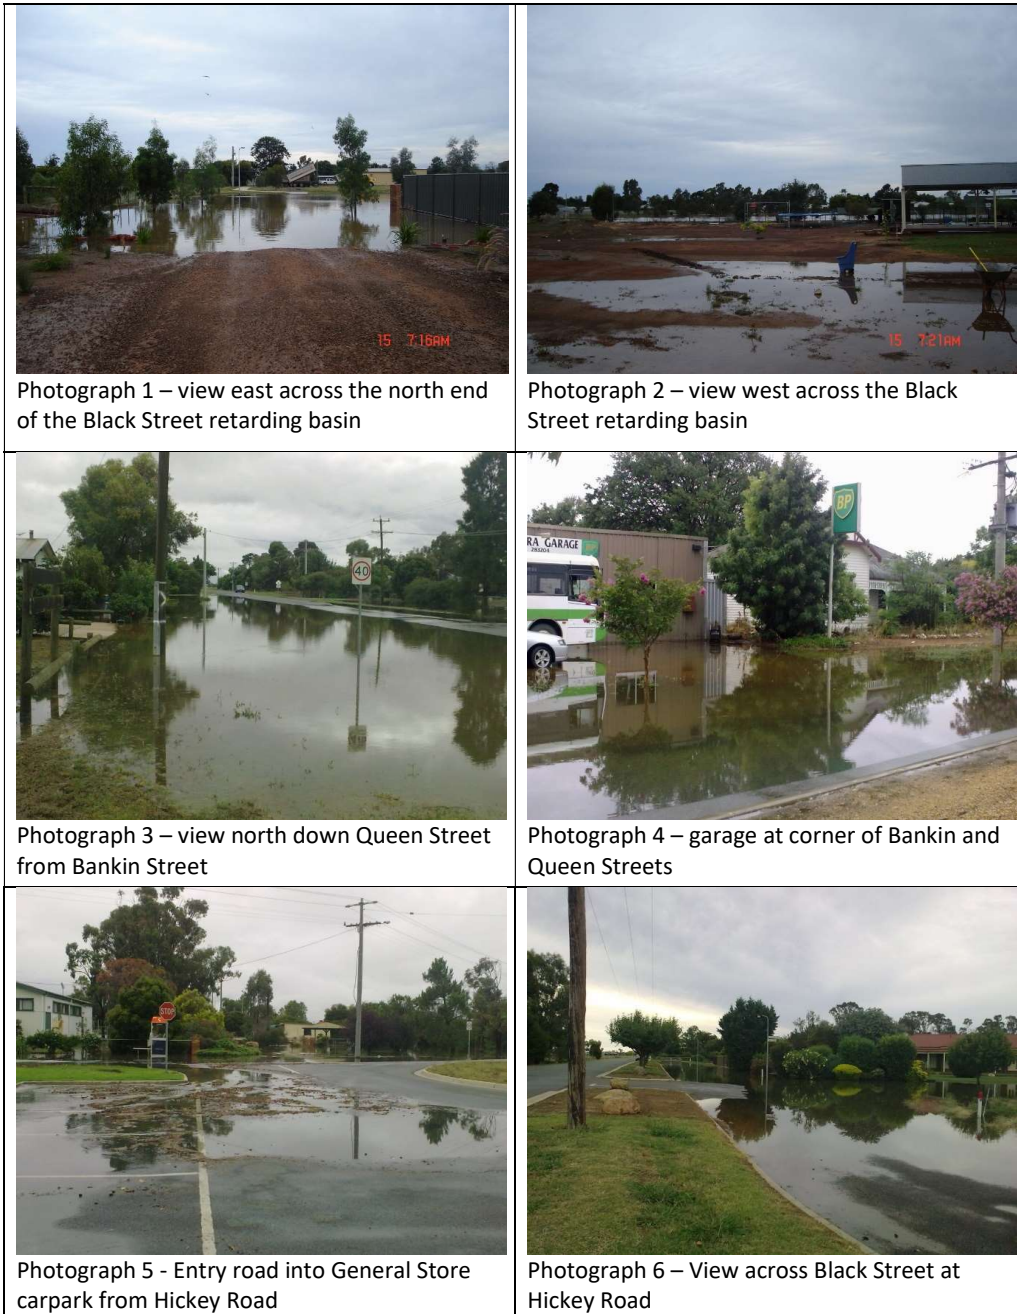 15 7:16AM
15 7:21AM
Photograph 1 – view east across the north end
of the Black Street retarding basin
Photograph 2 – view west across the Black
Street retarding basin
40
RA GARAGE
BP
Photograph 3 – view north down Queen Street
from Bankin Street
Photograph 4 – garage at corner of Bankin and
Queen Streets
STOP
Photograph 5 - Entry road into General Store
carpark from Hickey Road
Photograph 6 – View across Black Street at
Hickey Road